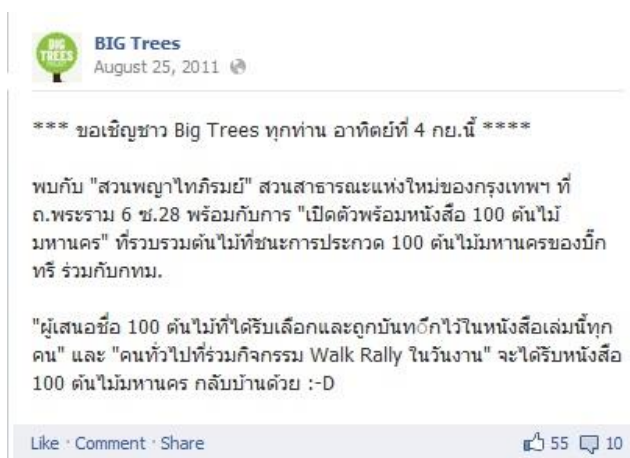 BIG TREES PROJECT
BIG Trees
August 25, 2011
*** ขอเชิญชาว Big Trees ทุกท่าน อาทิตย์ที่ 4 กย.นี้ ****
พบกับ "สวนพญาไทภิรมย์" สวนสาธารณะแห่งใหม่ของกรุงเทพฯ ที่
ถ.พระราม 6 ซ.28 พร้อมกับการ "เปิดตัวพร้อมหนังสือ 100 ต้นไม้
มหานคร" ที่รวบรวมต้นไม้ที่ชนะการประกวด 100 ต้นไม้มหานครของบิ๊ก
ทรี ร่วมกับกทม.
"ผู้เสนอชื่อ 100 ต้นไม้ที่ได้รับเลือกและถูกบันทึกไว้ในหนังสือเล่มนี้ทุก
คน" และ "คนทั่วไปที่ร่วมกิจกรรม Walk Rally ในวันงาน" จะได้รับหนังสือ
100 ต้นไม้มหานคร กลับบ้านด้วย :-D
Like · Comment · Share 55 10